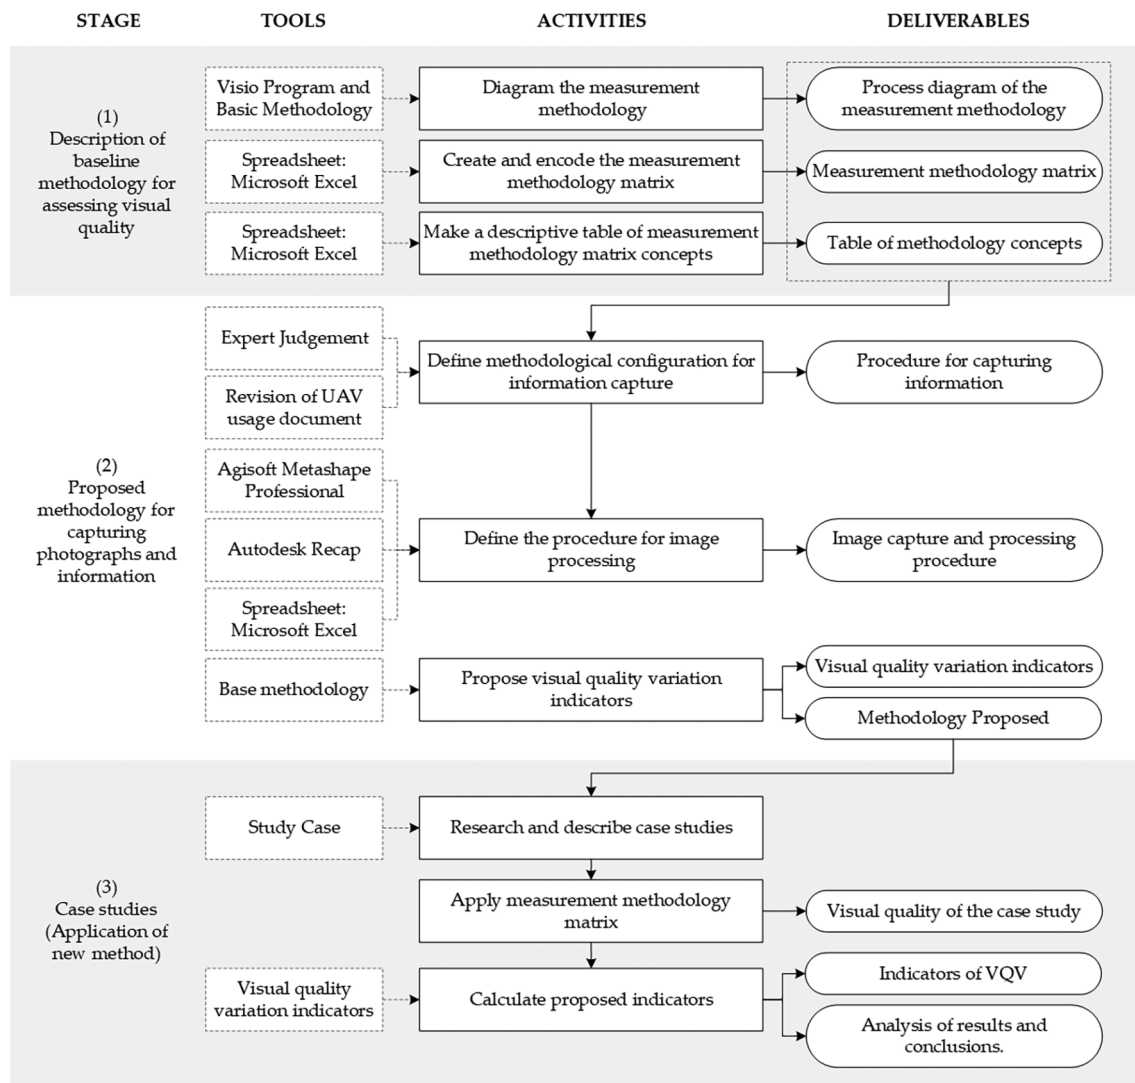 STAGE
TOOLS
ACTIVITIES
DELIVERABLES
(1)
Description of
baseline
methodology for
assessing visual
quality
Visio Program and
Basic Methodology
Diagram the measurement
methodology
Process diagram of the
measurement methodology
Spreadsheet:
Microsoft Excel
Create and encode the measurement
methodology matrix
Measurement methodology matrix
Spreadsheet:
Microsoft Excel
Make a descriptive table of measurement
methodology matrix concepts
Table of methodology concepts
(2)
Proposed
methodology for
capturing
photographs and
information
Expert Judgement
Revision of UAV
usage document
Define methodological configuration for
information capture
Procedure for capturing
information
Agisoft Metashape
Professional
Autodesk Recap
Spreadsheet:
Microsoft Excel
Define the procedure for image
processing
Image capture and processing
procedure
Base methodology
Propose visual quality variation
indicators
Visual quality variation indicators
Methodology Proposed
(3)
Case studies
(Application of
new method)
Study Case
Research and describe case studies
Apply measurement methodology
matrix
Visual quality of the case study
Visual quality
variation indicators
Calculate proposed indicators
Indicators of VQV
Analysis of results and
conclusions.